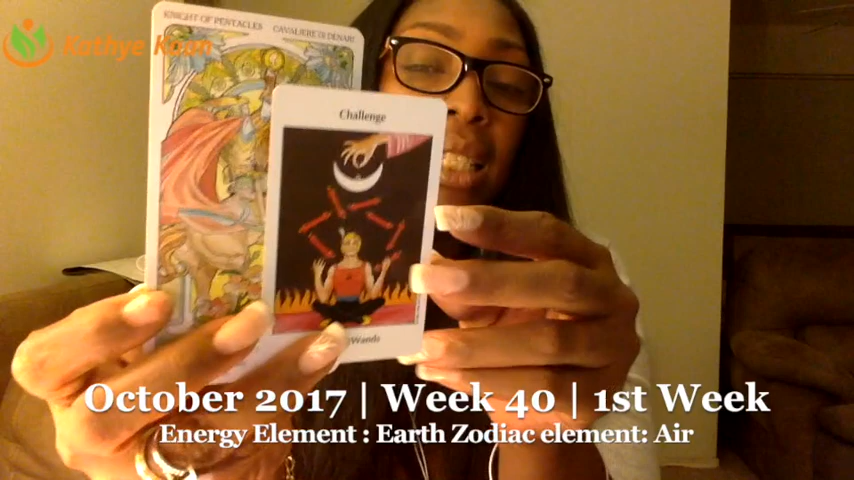 KNIGHT OF PENTACLES CAVALIERE DI DENARI
Kathye Kaan
Challenge
Wands
October 2017 | Week 40 | 1st Week
Energy Element : Earth Zodiac element: Air